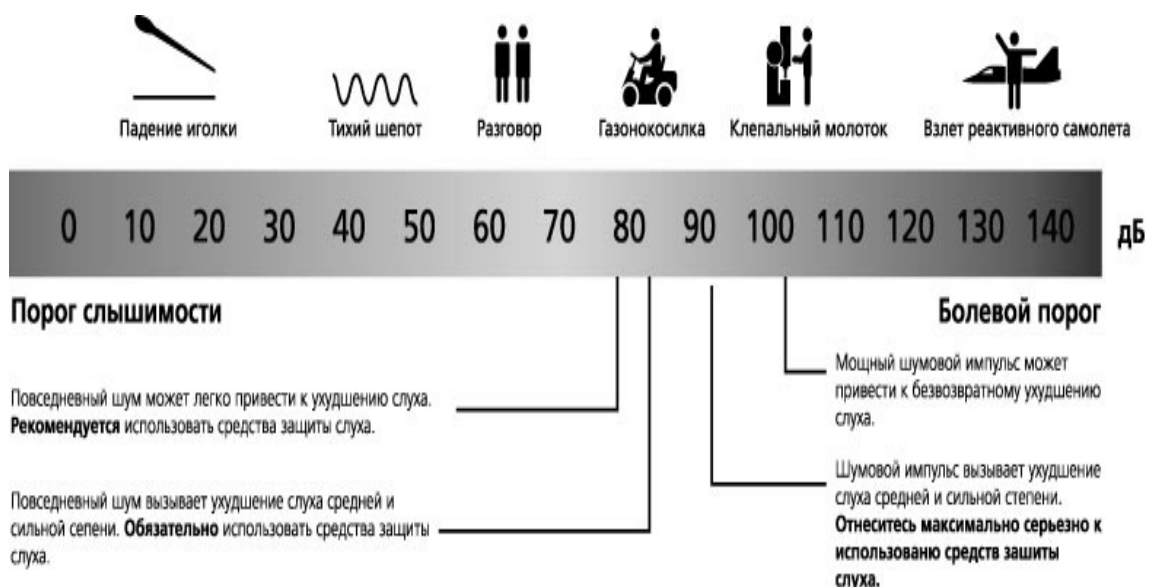 Падение иголки
Тихий шепот
Разговор
Газонокосилка
Клепальный молоток
Взлет реактивного самолета
0 10 20 30 40 50 60 70 80 90 100 110 120 130 140 дБ
Порог слышимости
Болевой порог
Повседневный шум может легко привести к ухудшению слуха.
Рекомендуется использовать средства защиты слуха.
Повседневный шум вызывает ухудшение слуха средней и
сильной сепени. Обязательно использовать средства защиты
слуха.
Мощный шумовой импульс может
привести к безвозвратному ухудшению
слуха.
Шумовой импульс вызывает ухудшение
слуха средней и сильной степени.
Отнеситесь максимально серьезно к
использованю средств зашиты
слуха.